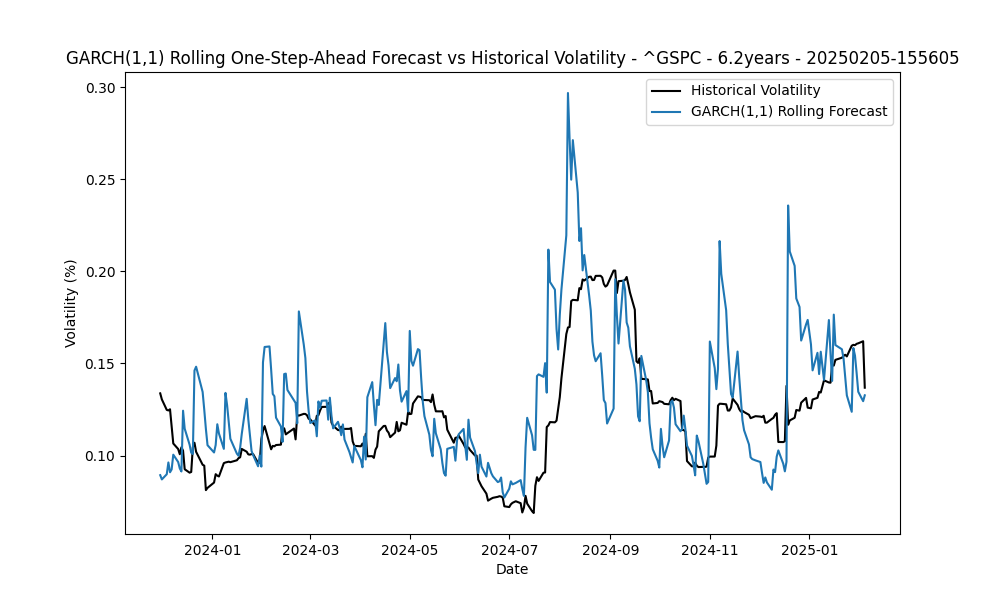 GARCH(1,1) Rolling One-Step-Ahead Forecast vs Historical Volatility - ^GSPC - 6.2years - 20250205-155605
Historical Volatility
GARCH(1,1) Rolling Forecast
Volatility (%)
0.30
0.25
0.20
0.15
0.10
2024-01
2024-03
2024-05
2024-07
2024-09
2024-11
2025-01
Date